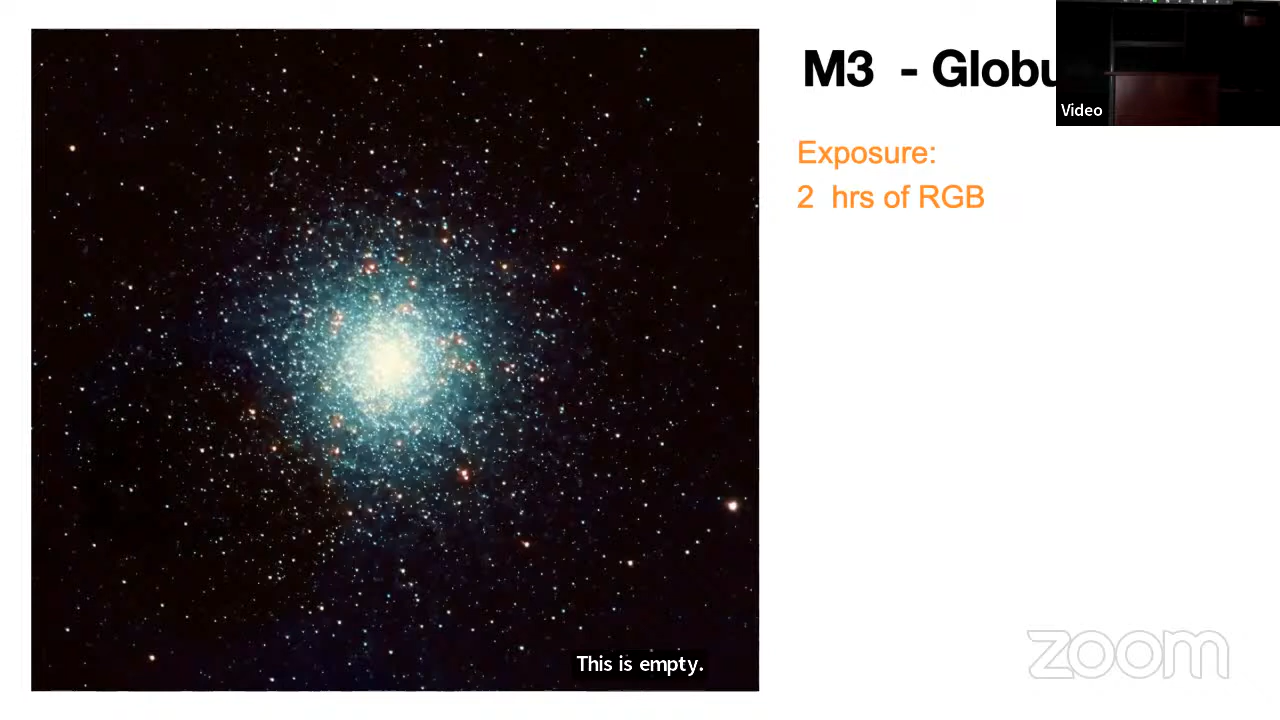 M3 - Globu
Video
Exposure:
2 hrs of RGB
This is empty.
zoom